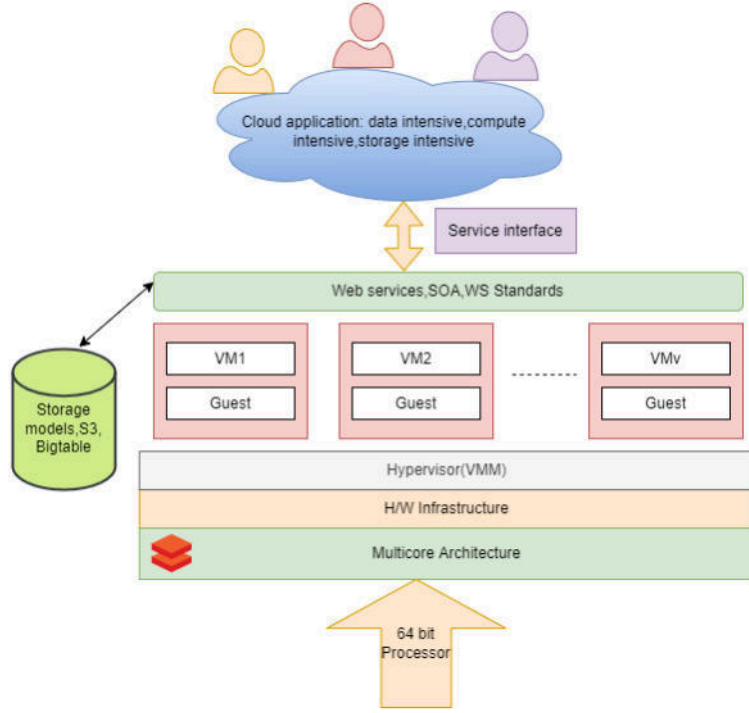 Cloud application: data intensive,compute
intensive,storage intensive
Service interface
Web services,SOA,WS Standards
VM1
VM2
VMv
Guest
Guest
Guest
Storage
models,S3,
Bigtable
Hypervisor(VMM)
H/W Infrastructure
Multicore Architecture
64 bit
Processor